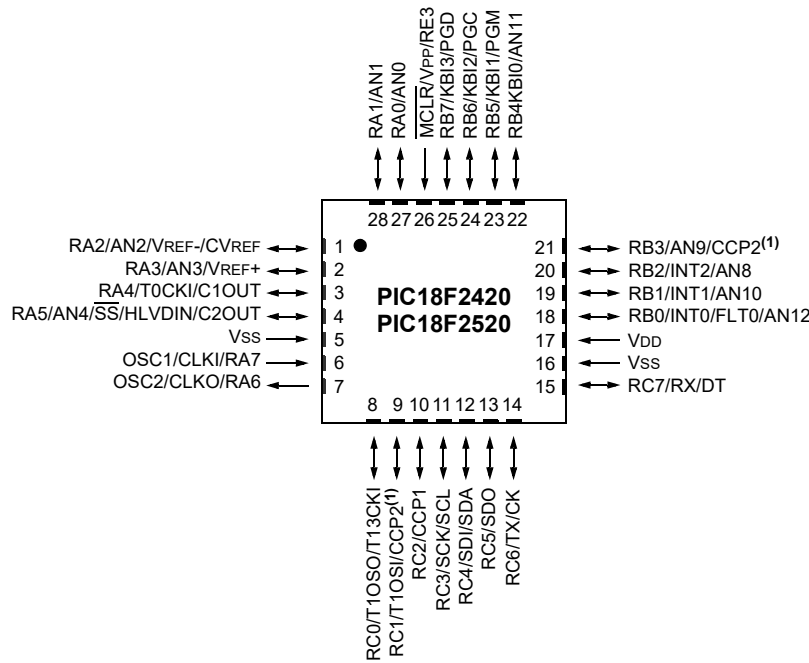 RA1/AN1
RA0/AN0
MCLR/VPP/RE3
RB7/KBI3/PGD
RB6/KBI2/PGC
RB5/KBI1/PGM
RB4KBI0/AN11
28 27 26 25 24 23 22
RA2/AN2/VREF-/CVREF 1
RA3/AN3/VREF+ 2
RA4/T0CKI/C1OUT 3
RA5/AN4/SS/HLVDIN/C2OUT 4
VSS 5
OSC1/CLKI/RA7 6
OSC2/CLKO/RA6 7
PIC18F2420
PIC18F2520
21 RB3/AN9/CCP2(1)
20 RB2/INT2/AN8
19 RB1/INT1/AN10
18 RB0/INT0/FLT0/AN12
17 VDD
16 VSS
15 RC7/RX/DT
8 9 10 11 12 13 14
RC0/T1OSO/T13CKI
RC1/T1OSI/CCP2(1)
RC2/CCP1
RC3/SCK/SCL
RC4/SDI/SDA
RC5/SDO
RC6/TX/CK